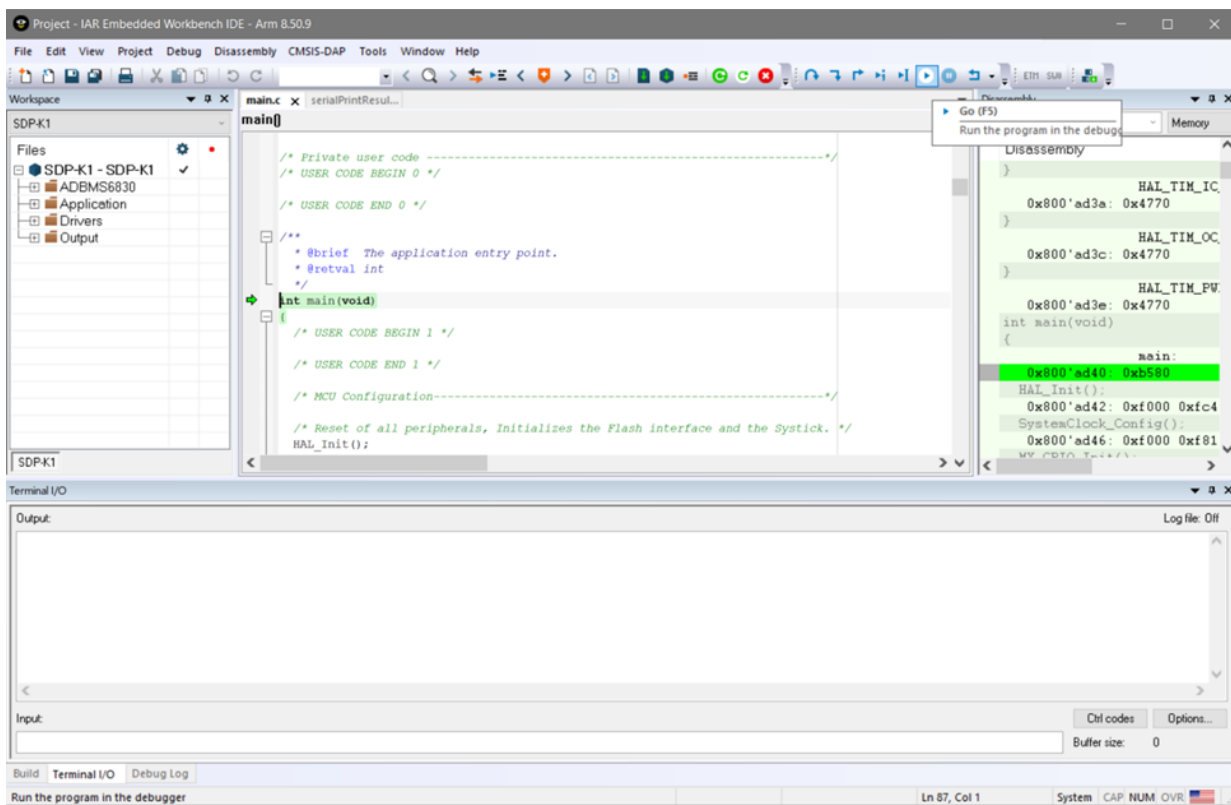 Project - IAR Embedded Workbench IDE - Arm 8.50.9
File Edit View Project Debug Disassembly CMSIS-DAP Tools Window Help
ETM SWO
Workspace
SDP-K1
Files
SDP-K1 - SDP-K1
ADBMS6830
Application
Drivers
Output
SDP-K1
main.c serialPrintResul...
main()
/* Private user code ---------------------------------------------------------*/
/* USER CODE BEGIN 0 */
/* USER CODE END 0 */
/**
* @brief The application entry point.
* @retval int
*/
int main(void)
{
/* USER CODE BEGIN 1 */
/* USER CODE END 1 */
/* MCU Configuration--------------------------------------------------------*/
/* Reset of all peripherals, Initializes the Flash interface and the Systick. */
HAL_Init();
Go (F5)
Run the program in the debugg
Disassembly
Memory
Disassembly
}
HAL_TIM_IC_
0x800'ad3a: 0x4770
}
HAL_TIM_OC_
0x800'ad3c: 0x4770
}
HAL_TIM_PW
0x800'ad3e: 0x4770
int main(void)
{
main:
0x800'ad40: 0xb580
HAL_Init();
0x800'ad42: 0xf000 0xfc4
SystemClock_Config();
0x800'ad46: 0xf000 0xf81
MX_GPIO_Init();
Terminal I/O
Output:
Log file: Off
Input:
Ctrl codes Options...
Buffer size: 0
Build Terminal I/O Debug Log
Run the program in the debugger
Ln 87, Col 1
System CAP NUM OVR